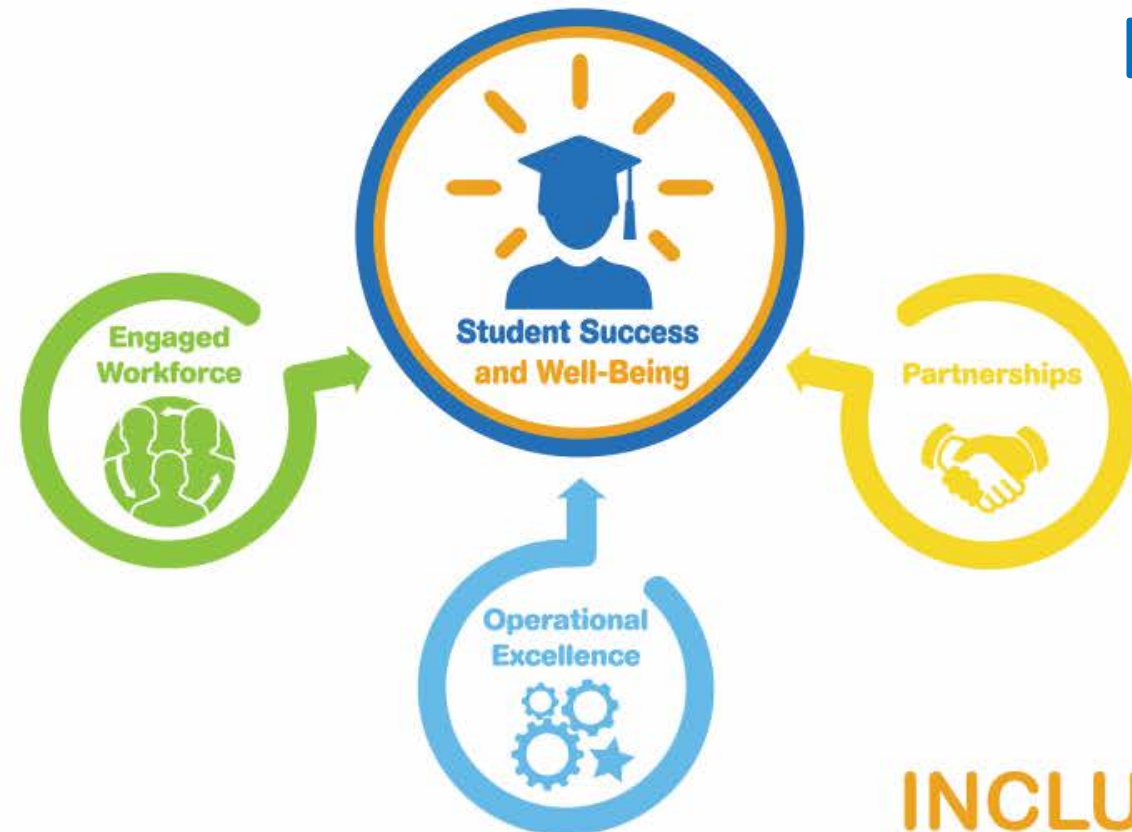 Student Success
and Well-Being
Engaged
Workforce
Partnerships
Operational
Excellence
INCLU